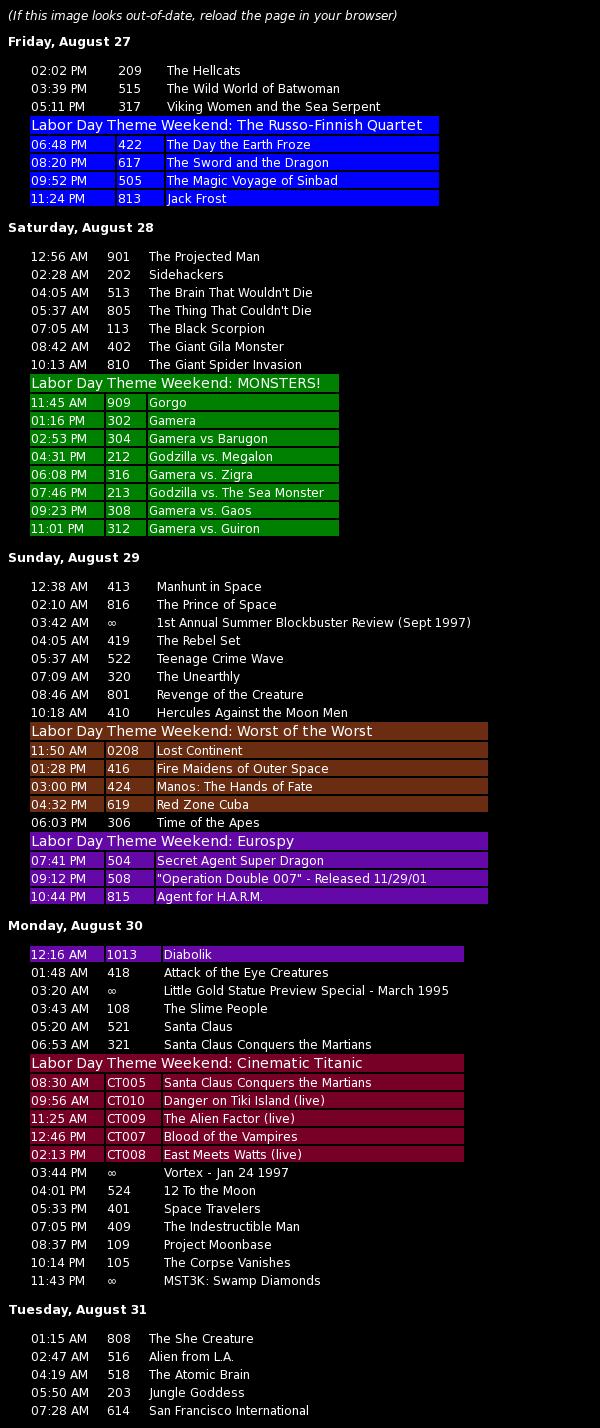 (If this image looks out-of-date, reload the page in your browser)
Friday, August 27
02:02 PM 209 The Hellcats
03:39 PM 515 The Wild World of Batwoman
05:11 PM 317 Viking Women and the Sea Serpent
Labor Day Theme Weekend: The Russo-Finnish Quartet
06:48 PM 422 The Day the Earth Froze
08:20 PM 617 The Sword and the Dragon
09:52 PM 505 The Magic Voyage of Sinbad
11:24 PM 813 Jack Frost
Saturday, August 28
12:56 AM 901 The Projected Man
02:28 AM 202 Sidehackers
04:05 AM 513 The Brain That Wouldn't Die
05:37 AM 805 The Thing That Couldn't Die
07:05 AM 113 The Black Scorpion
08:42 AM 402 The Giant Gila Monster
10:13 AM 810 The Giant Spider Invasion
Labor Day Theme Weekend: MONSTERS!
11:45 AM 909 Gorgo
01:16 PM 302 Gamera
02:53 PM 304 Gamera vs Barugon
04:31 PM 212 Godzilla vs. Megalon
06:08 PM 316 Gamera vs. Zigra
07:46 PM 213 Godzilla vs. The Sea Monster
09:23 PM 308 Gamera vs. Gaos
11:01 PM 312 Gamera vs. Guiron
Sunday, August 29
12:38 AM 413 Manhunt in Space
02:10 AM 816 The Prince of Space
03:42 AM ∞ 1st Annual Summer Blockbuster Review (Sept 1997)
04:05 AM 419 The Rebel Set
05:37 AM 522 Teenage Crime Wave
07:09 AM 320 The Unearthly
08:46 AM 801 Revenge of the Creature
10:18 AM 410 Hercules Against the Moon Men
Labor Day Theme Weekend: Worst of the Worst
11:50 AM 0208 Lost Continent
01:28 PM 416 Fire Maidens of Outer Space
03:00 PM 424 Manos: The Hands of Fate
04:32 PM 619 Red Zone Cuba
06:03 PM 306 Time of the Apes
Labor Day Theme Weekend: Eurospy
07:41 PM 504 Secret Agent Super Dragon
09:12 PM 508 "Operation Double 007" - Released 11/29/01
10:44 PM 815 Agent for H.A.R.M.
Monday, August 30
12:16 AM 1013 Diabolik
01:48 AM 418 Attack of the Eye Creatures
03:20 AM ∞ Little Gold Statue Preview Special - March 1995
03:43 AM 108 The Slime People
05:20 AM 521 Santa Claus
06:53 AM 321 Santa Claus Conquers the Martians
Labor Day Theme Weekend: Cinematic Titanic
08:30 AM CT005 Santa Claus Conquers the Martians
09:56 AM CT010 Danger on Tiki Island (live)
11:25 AM CT009 The Alien Factor (live)
12:46 PM CT007 Blood of the Vampires
02:13 PM CT008 East Meets Watts (live)
03:44 PM ∞ Vortex - Jan 24 1997
04:01 PM 524 12 To the Moon
05:33 PM 401 Space Travelers
07:05 PM 409 The Indestructible Man
08:37 PM 109 Project Moonbase
10:14 PM 105 The Corpse Vanishes
11:43 PM ∞ MST3K: Swamp Diamonds
Tuesday, August 31
01:15 AM 808 The She Creature
02:47 AM 516 Alien from L.A.
04:19 AM 518 The Atomic Brain
05:50 AM 203 Jungle Goddess
07:28 AM 614 San Francisco International